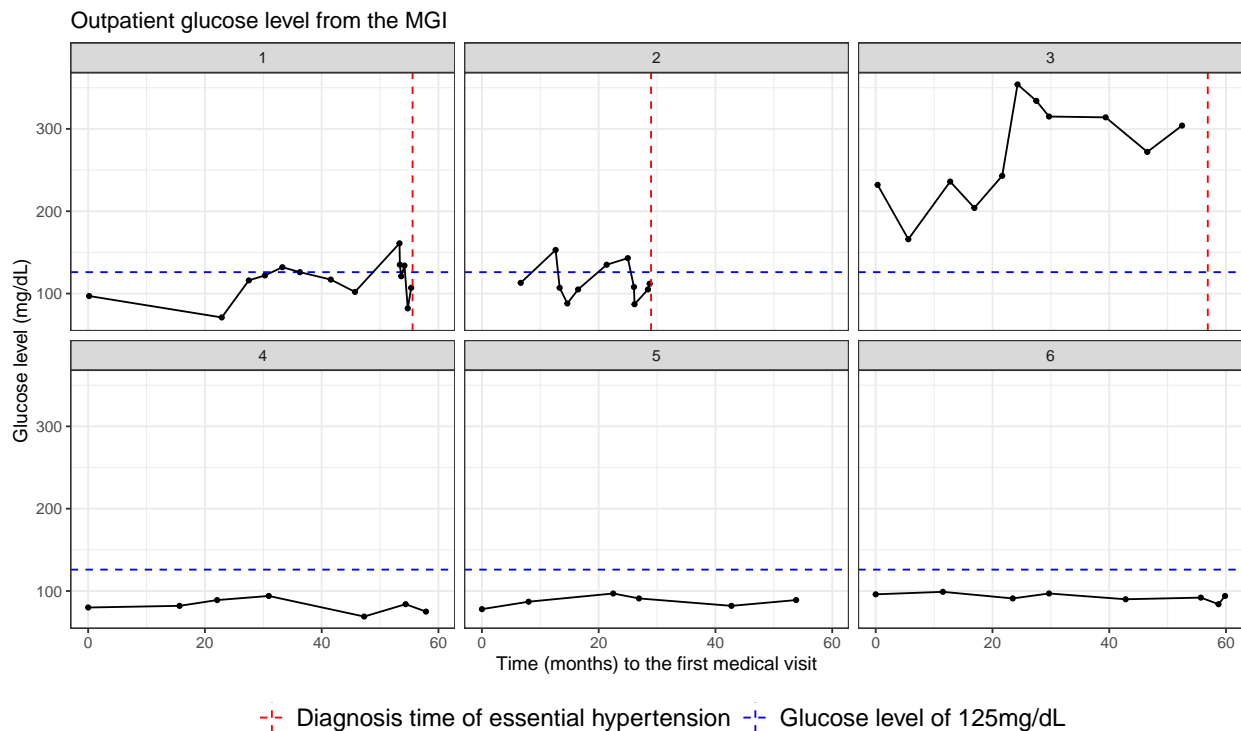 Outpatient glucose level from the MGI
1 2 3
300
200
100
4 5 6
300
200
100
Glucose level (mg/dL)
0 20 40 60 0 20 40 60 0 20 40 60
Time (months) to the first medical visit
Diagnosis time of essential hypertension Glucose level of 125mg/dL